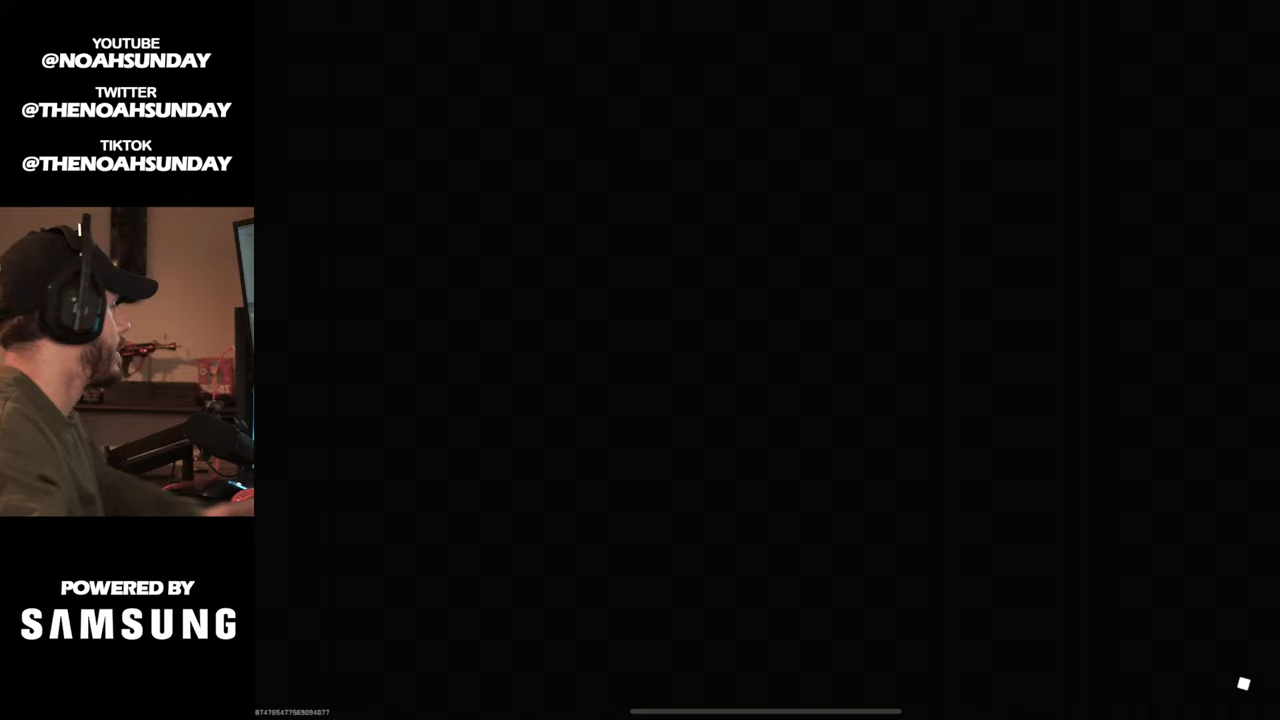 YOUTUBE
@NOAHSUNDAY
TWITTER
@THENOAHSUNDAY
TIKTOK
@THENOAHSUNDAY
POWERED BY
SAMSUNG